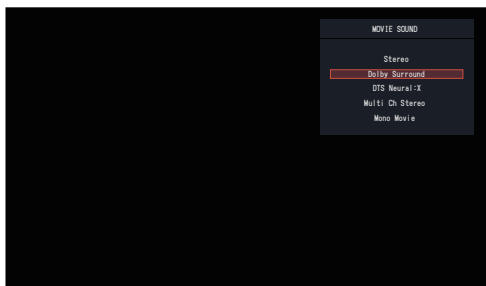 MOVIE SOUND
Stereo
Dolby Surround
DTS Neural:X
Multi Ch Stereo
Mono Movie